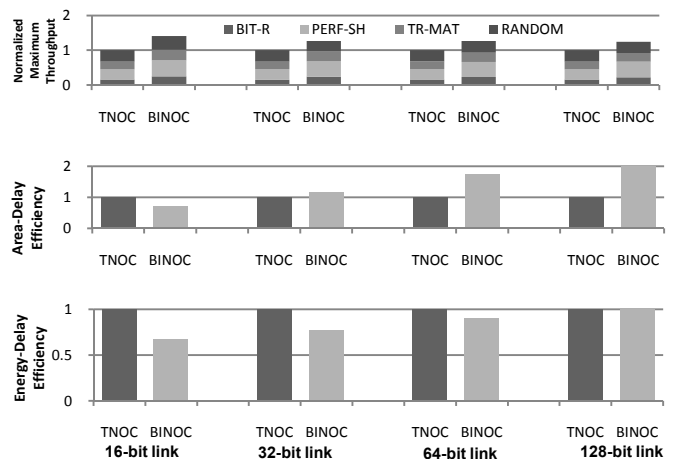 Normalized Maximum Throughput
2
1
0
BIT-R PERF-SH TR-MAT RANDOM
TNOC BINOC TNOC BINOC TNOC BINOC TNOC BINOC
Area-Delay Efficiency
2
1
0
TNOC BINOC TNOC BINOC TNOC BINOC TNOC BINOC
Energy-Delay Efficiency
1
0.5
0
TNOC BINOC TNOC BINOC TNOC BINOC TNOC BINOC
16-bit link 32-bit link 64-bit link 128-bit link